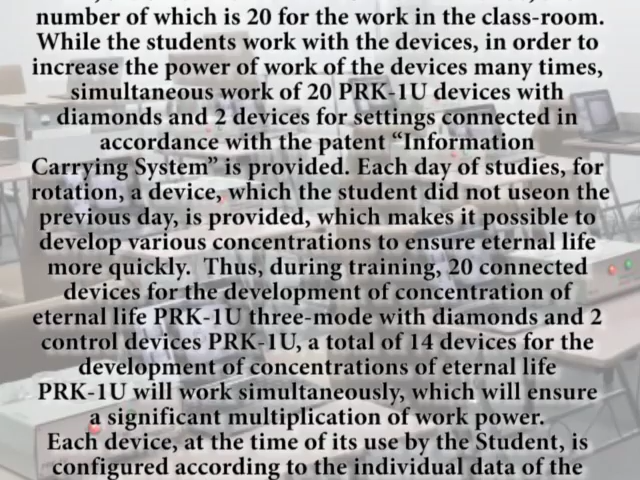 number of which is 20 for the work in the class-room.
While the students work with the devices, in order to
increase the power of work of the devices many times,
simultaneous work of 20 PRK-1U devices with
diamonds and 2 devices for settings connected in
accordance with the patent “Information
Carrying System” is provided. Each day of studies, for
rotation, a device, which the student did not useon the
previous day, is provided, which makes it possible to
develop various concentrations to ensure eternal life
more quickly. Thus, during training, 20 connected
devices for the development of concentration of
eternal life PRK-1U three-mode with diamonds and 2
control devices PRK-1U, a total of 14 devices for the
development of concentrations of eternal life
PRK-1U will work simultaneously, which will ensure
a significant multiplication of work power.
Each device, at the time of its use by the Student, is
configured according to the individual data of the